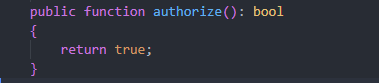 public function authorize(): bool
{
    return true;
}